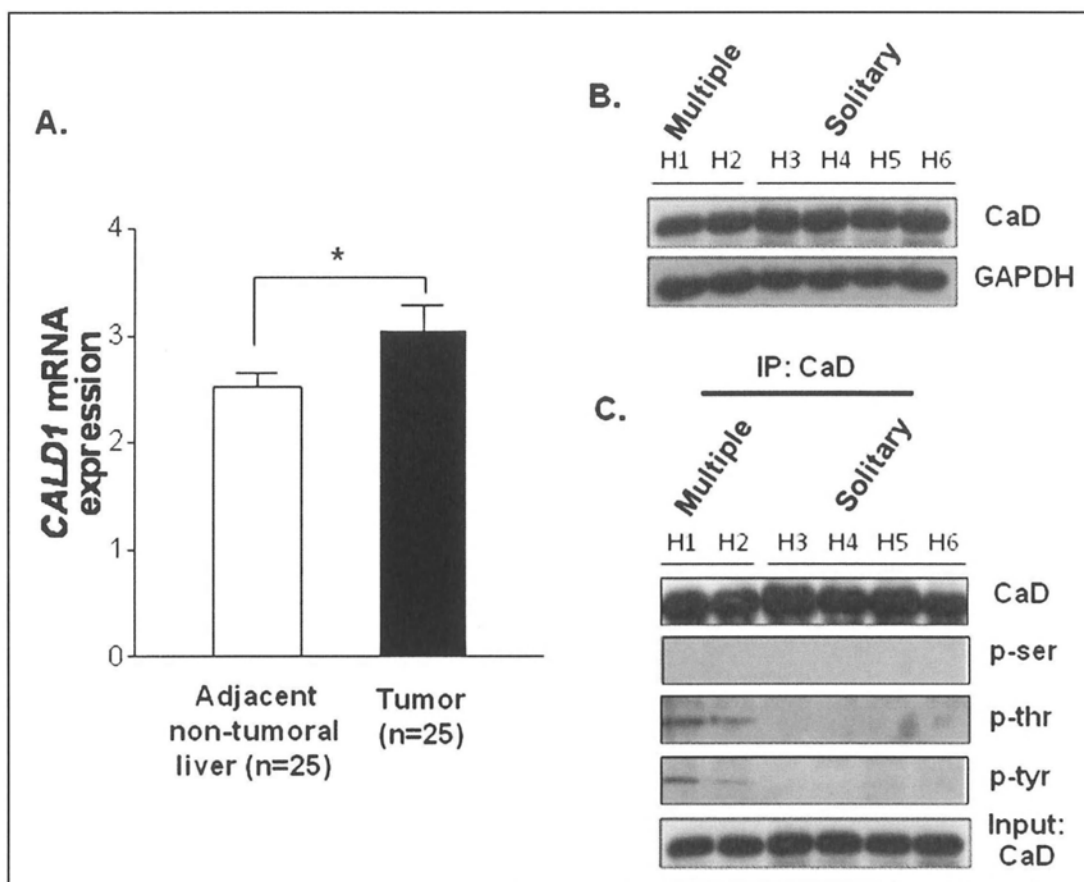 A.
CALD1 mRNA
expression
4
3
2
1
0
*
Adjacent
non-tumoral
liver (n=25)
Tumor
(n=25)
B.
Multiple
Solitary
H1 H2 H3 H4 H5 H6
CaD
GAPDH
IP: CaD
C.
Multiple
Solitary
H1 H2 H3 H4 H5 H6
CaD
p-ser
p-thr
p-tyr
Input:
CaD